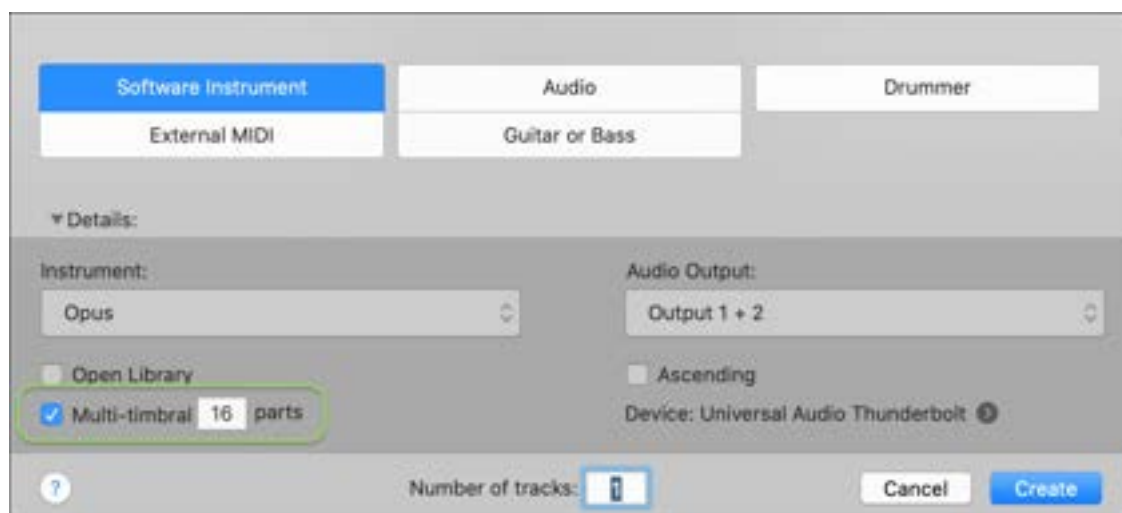 Software Instrument Audio Drummer
External MIDI Guitar or Bass
Details:
Instrument: Audio Output:
Opus Output 1 + 2
Open Library Ascending
Multi-timbral 16 parts Device: Universal Audio Thunderbolt
? Number of tracks: 1 Cancel Create